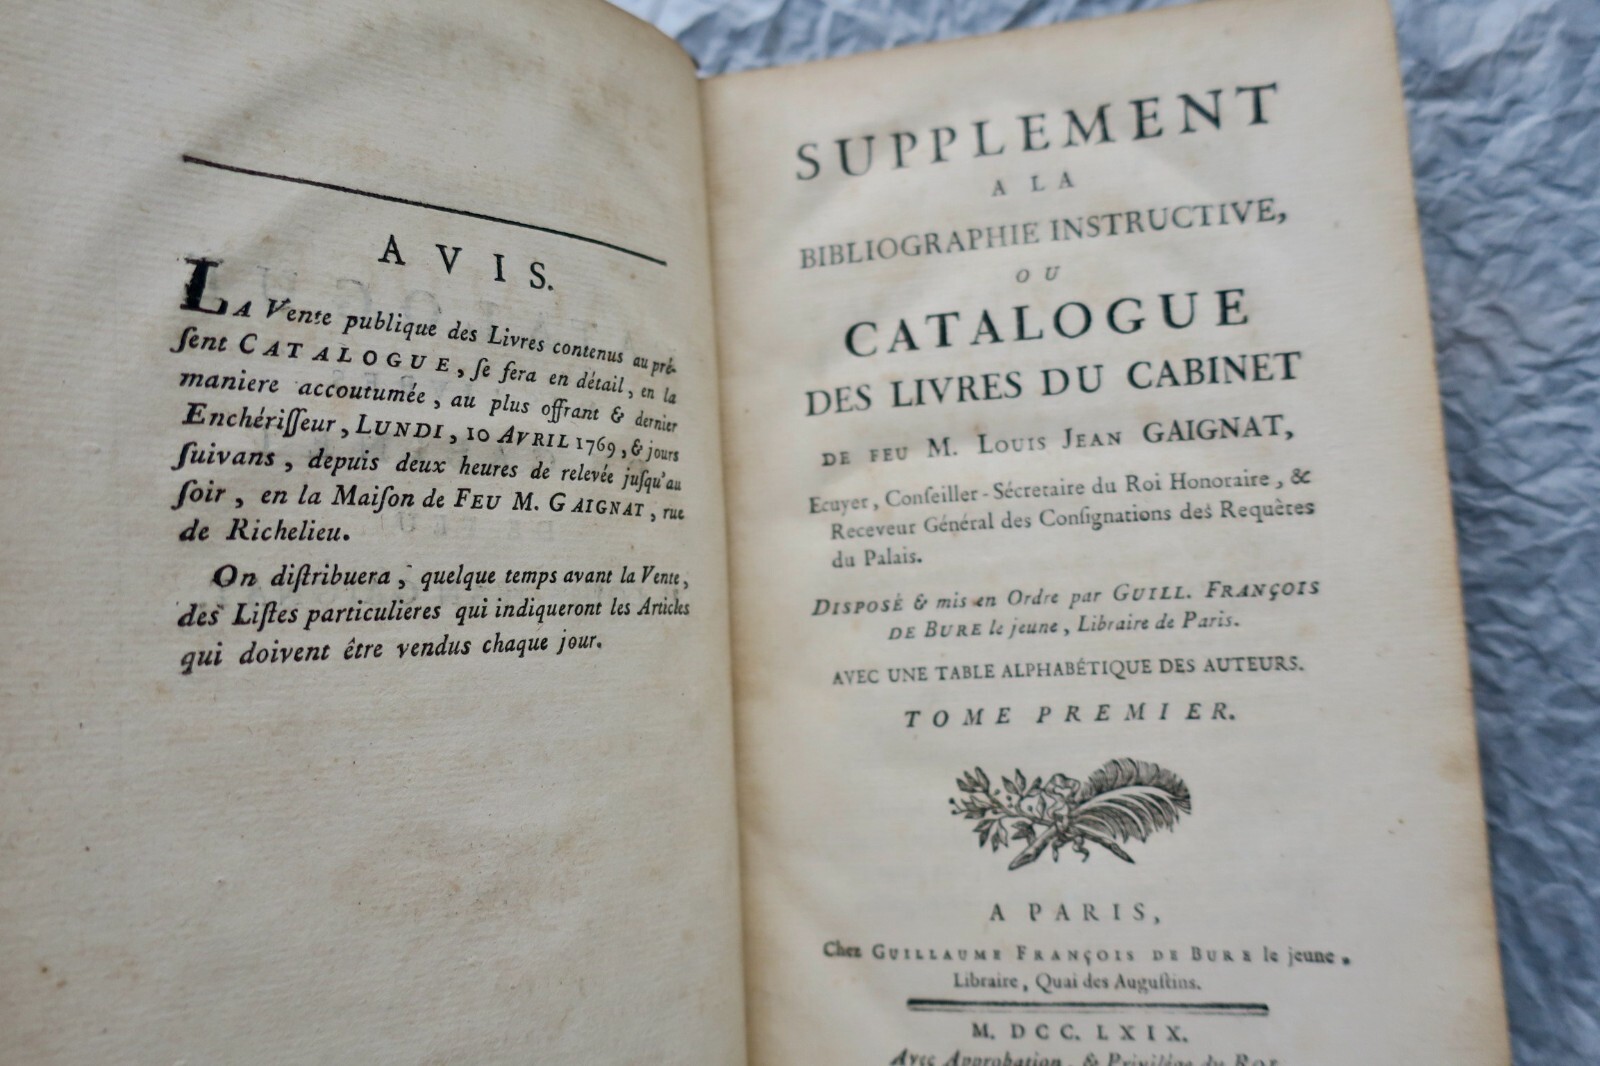 AVIS.
LA Vente publique des Livres contenus au pré-
ſent CATALOGUE, ſe fera en détail, en la
maniere accoutumée, au plus offrant & dernier
Enchériſſeur, LUNDI, 10 AVRIL 1769, & jours
ſuivans, depuis deux heures de relevée juſqu'au
ſoir, en la Maiſon de FEU M. GAIGNAT, rue
de Richelieu.
On diſtribuera, quelque temps avant la Vente,
des Liſtes particulieres qui indiqueront les Articles
qui doivent être vendus chaque jour.
SUPPLEMENT
A LA
BIBLIOGRAPHIE INSTRUCTIVE,
OU
CATALOGUE
DES LIVRES DU CABINET
DE FEU M. LOUIS JEAN GAIGNAT,
Ecuyer, Conſeiller-Sécretaire du Roi Honoraire, &
Receveur Général des Conſignations des Requêtes
du Palais.
DISPOSÉ & mis en Ordre par GUILL. FRANÇOIS
DE BURE le jeune, Libraire de Paris.
AVEC UNE TABLE ALPHABÉTIQUE DES AUTEURS.
TOME PREMIER.
A PARIS,
Chez GUILLAUME FRANÇOIS DE BURE le jeune,
Libraire, Quai des Auguſtins.
M. DCC. LXIX.
Avec Approbation, & Privilége du ROI